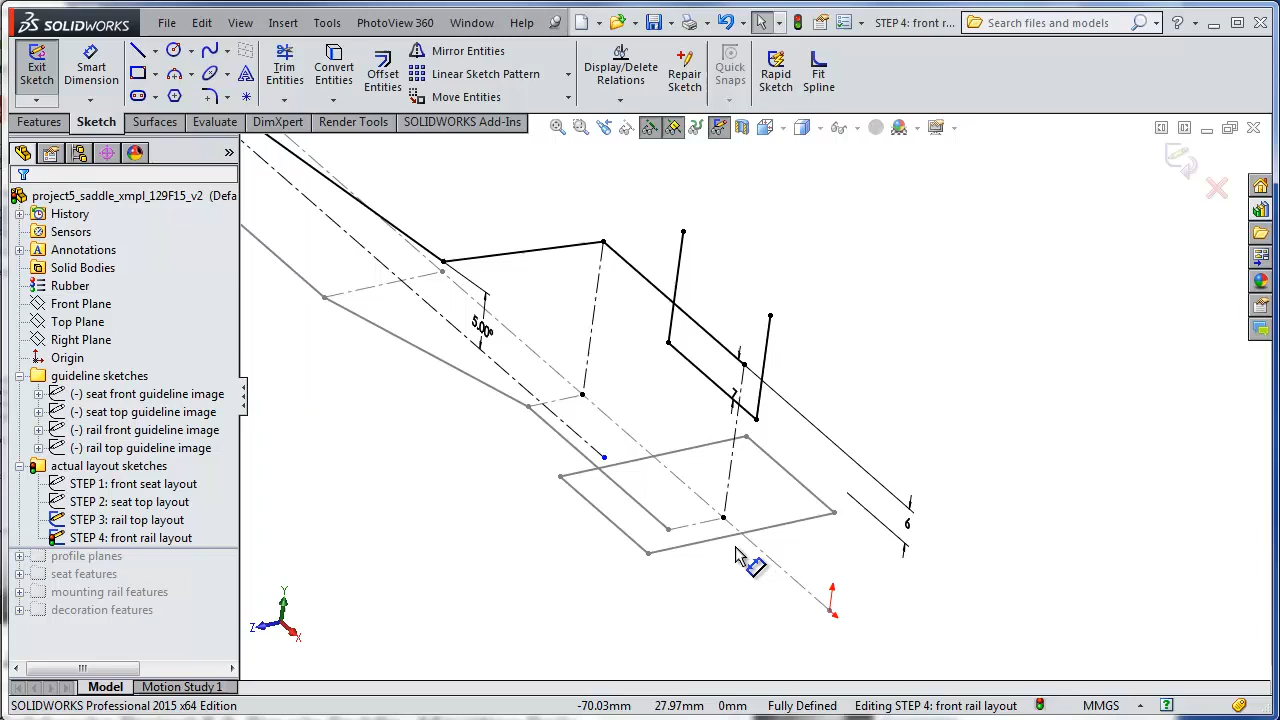 SOLIDWORKS File Edit View Insert Tools PhotoView 360 Window Help STEP 4: front r... Search files and models
Exit Sketch
Smart Dimension
Trim Entities
Convert Entities
Offset Entities
Mirror Entities
Linear Sketch Pattern
Move Entities
Display/Delete Relations
Repair Sketch
Quick Snaps
Rapid Sketch
Fit Spline
Features Sketch Surfaces Evaluate DimXpert Render Tools SOLIDWORKS Add-Ins
project5_saddle_xmpl_129F15_v2 (Defa
History
Sensors
Annotations
Solid Bodies
Rubber
Front Plane
Top Plane
Right Plane
Origin
guideline sketches
(-) seat front guideline image
(-) seat top guideline image
(-) rail front guideline image
(-) rail top guideline image
actual layout sketches
STEP 1: front seat layout
STEP 2: seat top layout
STEP 3: rail top layout
STEP 4: front rail layout
profile planes
seat features
mounting rail features
decoration features
5.00°
7
6
Y
Z
X
Model Motion Study 1
SOLIDWORKS Professional 2015 x64 Edition -70.03mm 27.97mm 0mm Fully Defined Editing STEP 4: front rail layout MMGS